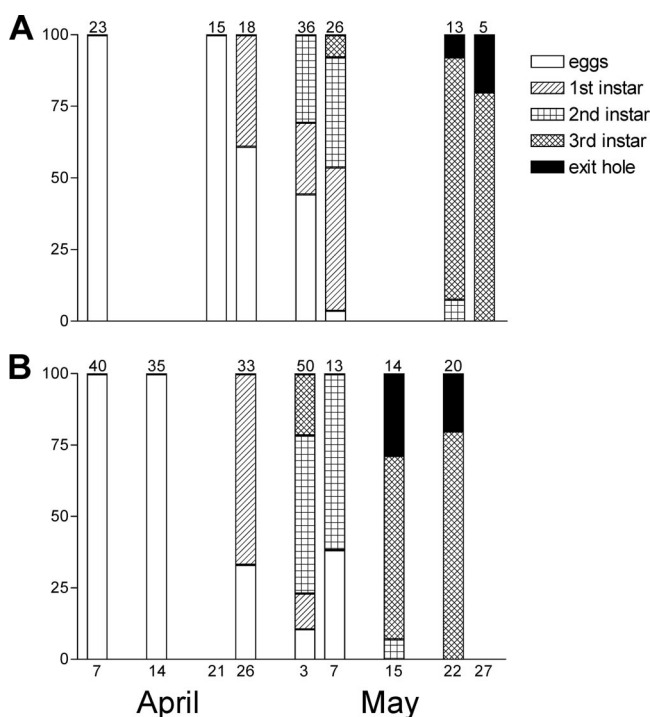 A
23 15 18 36 26 13 5
100
75
50
25
0
eggs
1st instar
2nd instar
3rd instar
exit hole
B
40 35 33 50 13 14 20
100
75
50
25
0
7 14 21 26 3 7 15 22 27
April May